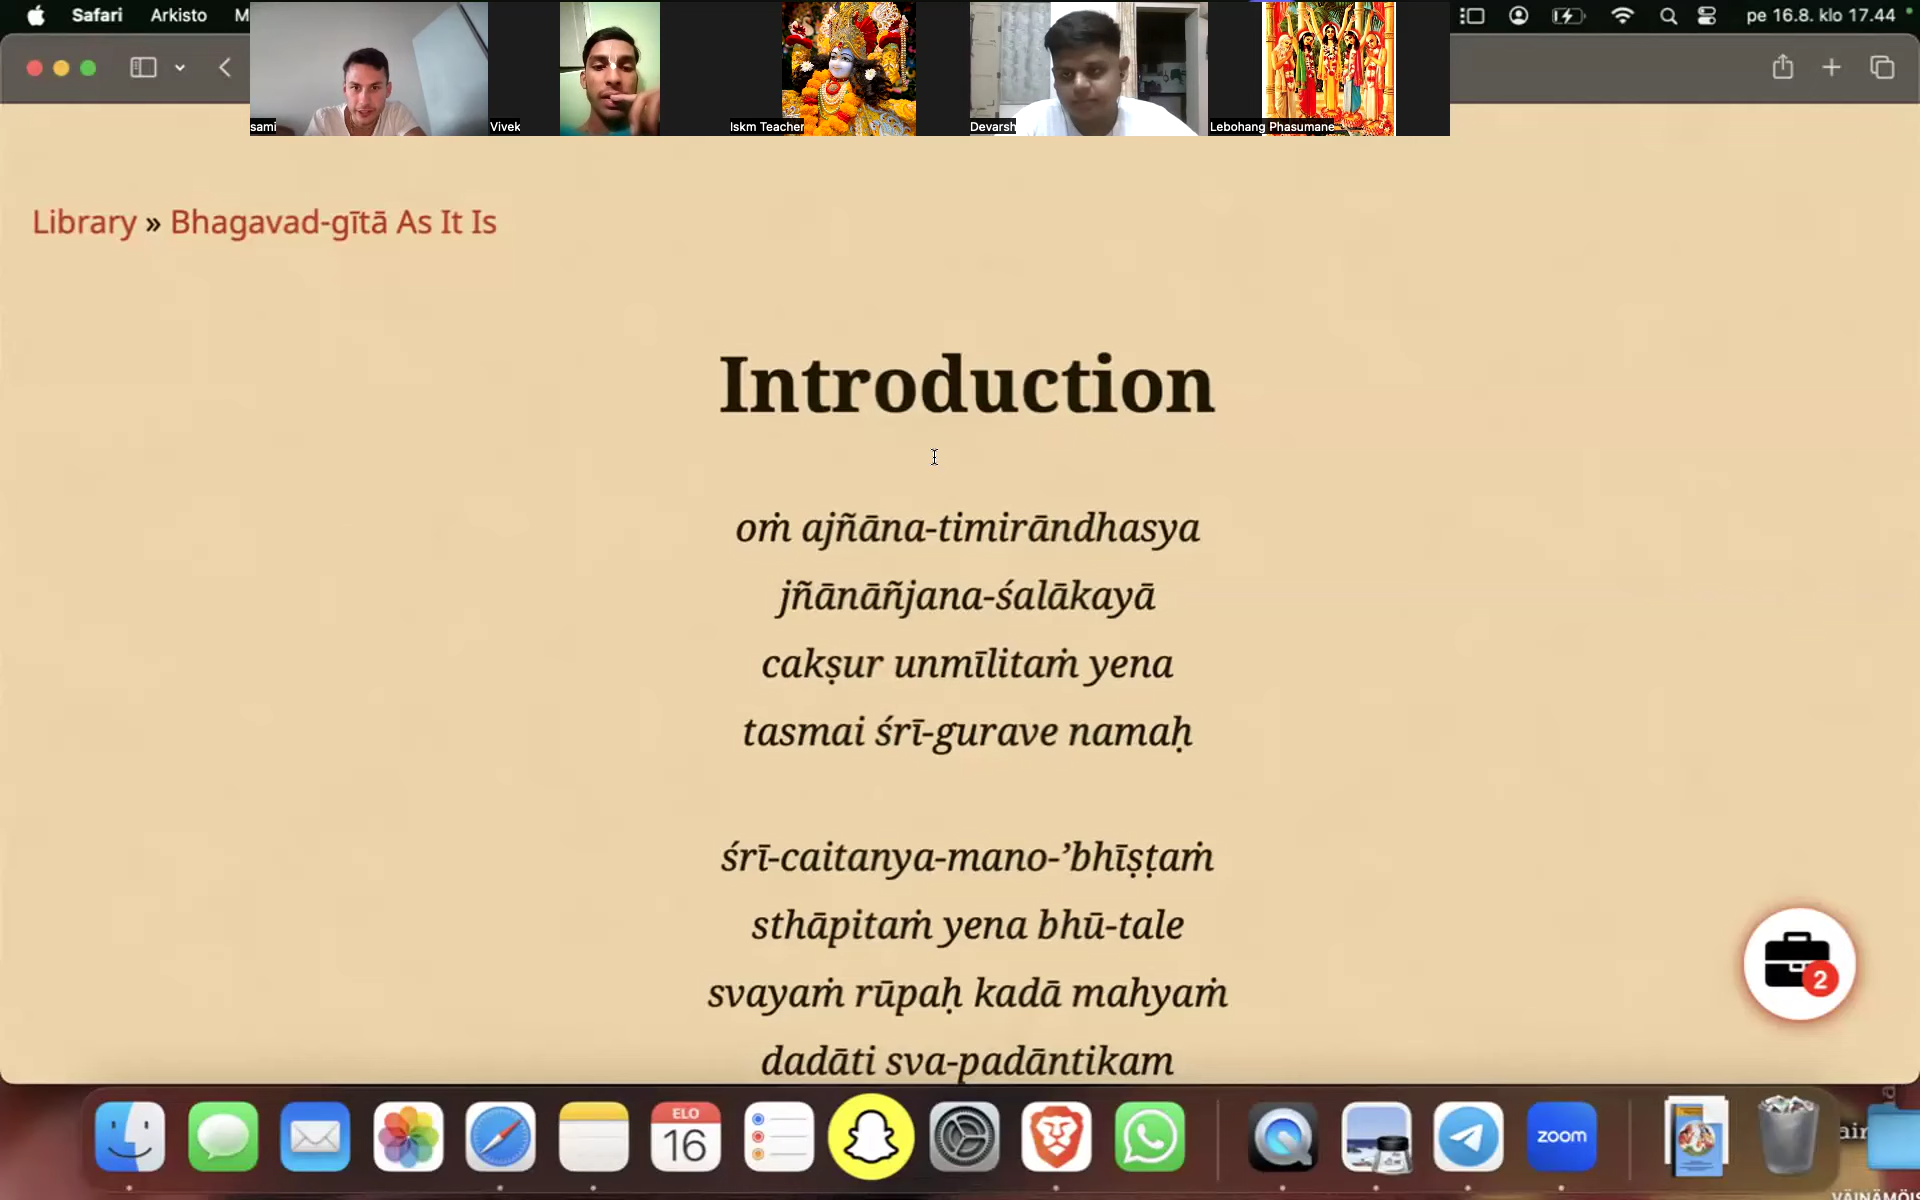 Safari Arkisto M
pe 16.8. klo 17.44
sami
Vivek
Iskm Teacher
Devarsh
Lebohang Phasumane
Library » Bhagavad-gītā As It Is
Introduction
oṁ ajñāna-timirāndhasya
jñānāñjana-śalākayā
cakṣur unmīlitaṁ yena
tasmai śrī-gurave namaḥ
śrī-caitanya-mano-’bhīṣṭaṁ
sthāpitaṁ yena bhū-tale
svayaṁ rūpaḥ kadā mahyaṁ
dadāti sva-padāntikam
2
ELO
16
zoom